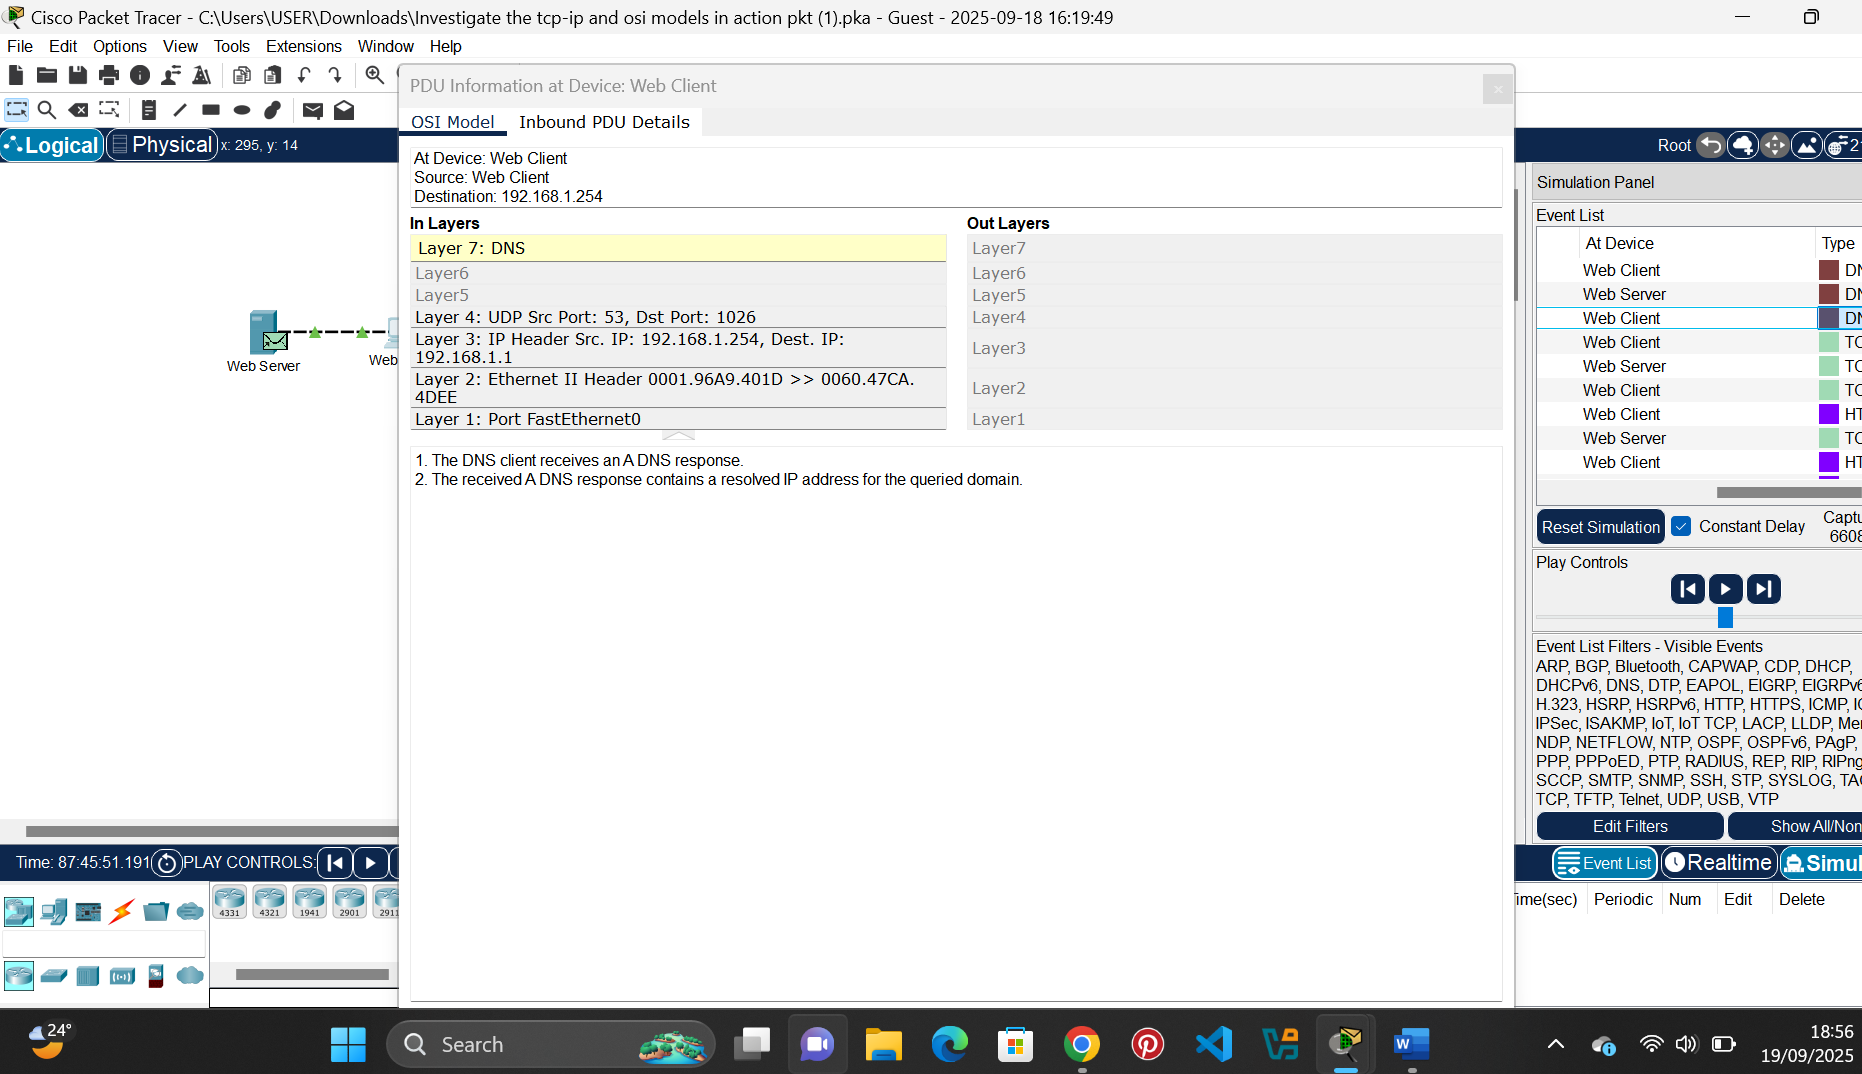 Cisco Packet Tracer - C:\Users\USER\Downloads\Investigate the tcp-ip and osi models in action pkt (1).pka - Guest - 2025-09-18 16:19:49
File Edit Options View Tools Extensions Window Help
PDU Information at Device: Web Client
OSI Model Inbound PDU Details
Logical Physical x: 295, y: 14
Root
At Device: Web Client
Source: Web Client
Destination: 192.168.1.254
In Layers Out Layers
Layer 7: DNS Layer7
Layer6 Layer6
Layer5 Layer5
Layer 4: UDP Src Port: 53, Dst Port: 1026 Layer4
Layer 3: IP Header Src. IP: 192.168.1.254, Dest. IP:
192.168.1.1
Layer3
Layer 2: Ethernet II Header 0001.96A9.401D >> 0060.47CA.
4DEE
Layer2
Layer 1: Port FastEthernet0 Layer1
1. The DNS client receives an A DNS response.
2. The received A DNS response contains a resolved IP address for the queried domain.
Web Server
Web
Simulation Panel
Event List
At Device Type
Web Client DN
Web Server DN
Web Client DN
Web Client TC
Web Server TC
Web Client TC
Web Client HT
Web Server TC
Web Client HT
Reset Simulation Constant Delay Captu
6608
Play Controls
Event List Filters - Visible Events
ARP, BGP, Bluetooth, CAPWAP, CDP, DHCP,
DHCPv6, DNS, DTP, EAPOL, EIGRP, EIGRPv6
H.323, HSRP, HSRPv6, HTTP, HTTPS, ICMP, IC
IPSec, ISAKMP, IoT, IoT TCP, LACP, LLDP, Mer
NDP, NETFLOW, NTP, OSPF, OSPFv6, PAgP,
PPP, PPPoED, PTP, RADIUS, REP, RIP, RIPng
SCCP, SMTP, SNMP, SSH, STP, SYSLOG, TAC
TCP, TFTP, Telnet, UDP, USB, VTP
Edit Filters Show All/Non
Time: 87:45:51.191 PLAY CONTROLS:
Event List Realtime Simul
ime(sec) Periodic Num Edit Delete
4331 4321 1941 2901 2911
24°
Search
18:56
19/09/2025